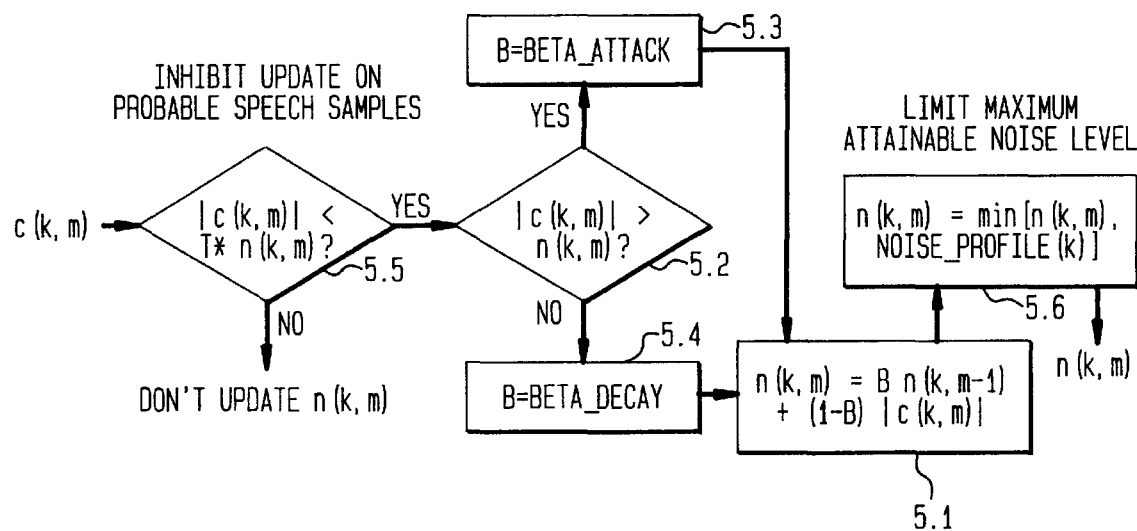 5.3
B=BETA_ATTACK
INHIBIT UPDATE ON
PROBABLE SPEECH SAMPLES
YES
LIMIT MAXIMUM
ATTAINABLE NOISE LEVEL
c(k,m)
|c(k,m)| <
T* n(k,m)?
5.5
YES
|c(k,m)| >
n(k,m)?
5.2
n(k,m) = min[n(k,m),
NOISE_PROFILE(k)]
5.6
n(k,m)
NO
DON'T UPDATE n(k,m)
NO
5.4
B=BETA_DECAY
n(k,m) = B n(k,m-1)
+ (1-B) |c(k,m)|
5.1